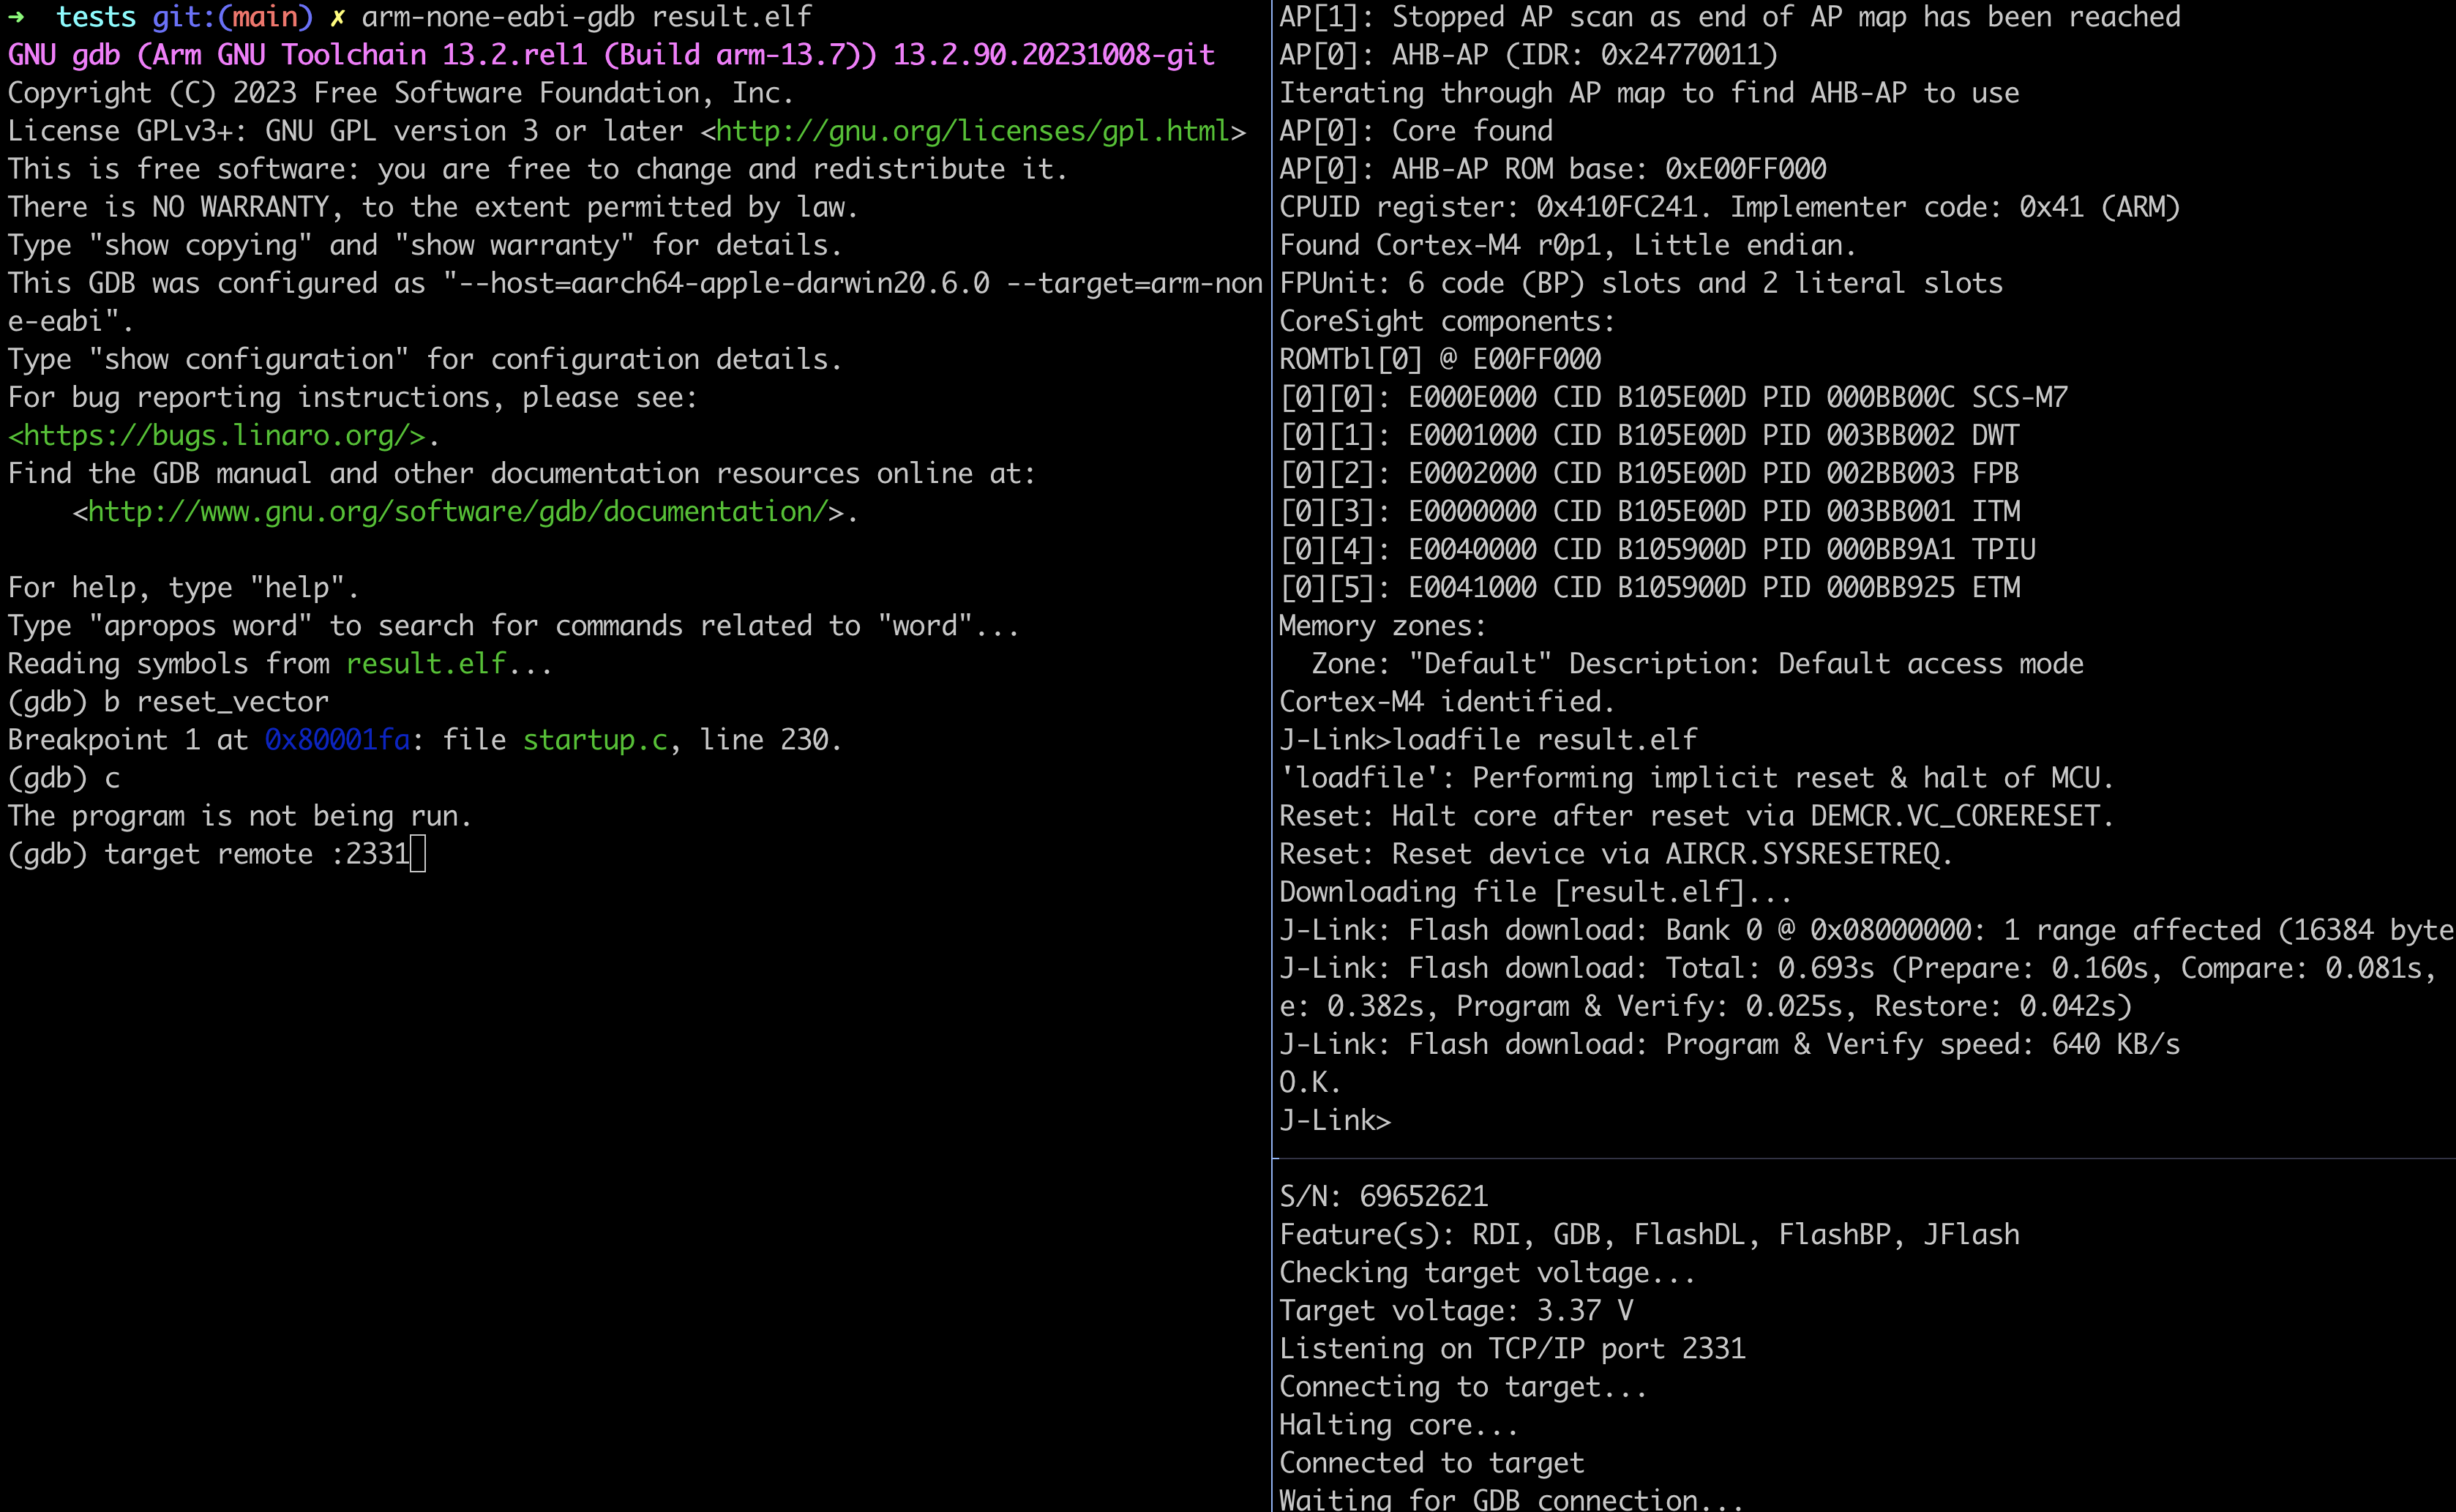 ➜  tests git:(main) ✗ arm-none-eabi-gdb result.elf
GNU gdb (Arm GNU Toolchain 13.2.rel1 (Build arm-13.7)) 13.2.90.20231008-git
Copyright (C) 2023 Free Software Foundation, Inc.
License GPLv3+: GNU GPL version 3 or later <http://gnu.org/licenses/gpl.html>
This is free software: you are free to change and redistribute it.
There is NO WARRANTY, to the extent permitted by law.
Type "show copying" and "show warranty" for details.
This GDB was configured as "--host=aarch64-apple-darwin20.6.0 --target=arm-non
e-eabi".
Type "show configuration" for configuration details.
For bug reporting instructions, please see:
<https://bugs.linaro.org/>.
Find the GDB manual and other documentation resources online at:
    <http://www.gnu.org/software/gdb/documentation/>.

For help, type "help".
Type "apropos word" to search for commands related to "word"...
Reading symbols from result.elf...
(gdb) b reset_vector
Breakpoint 1 at 0x80001fa: file startup.c, line 230.
(gdb) c
The program is not being run.
(gdb) target remote :2331
AP[1]: Stopped AP scan as end of AP map has been reached
AP[0]: AHB-AP (IDR: 0x24770011)
Iterating through AP map to find AHB-AP to use
AP[0]: Core found
AP[0]: AHB-AP ROM base: 0xE00FF000
CPUID register: 0x410FC241. Implementer code: 0x41 (ARM)
Found Cortex-M4 r0p1, Little endian.
FPUnit: 6 code (BP) slots and 2 literal slots
CoreSight components:
ROMTbl[0] @ E00FF000
[0][0]: E000E000 CID B105E00D PID 000BB00C SCS-M7
[0][1]: E0001000 CID B105E00D PID 003BB002 DWT
[0][2]: E0002000 CID B105E00D PID 002BB003 FPB
[0][3]: E0000000 CID B105E00D PID 003BB001 ITM
[0][4]: E0040000 CID B105900D PID 000BB9A1 TPIU
[0][5]: E0041000 CID B105900D PID 000BB925 ETM
Memory zones:
  Zone: "Default" Description: Default access mode
Cortex-M4 identified.
J-Link>loadfile result.elf
'loadfile': Performing implicit reset & halt of MCU.
Reset: Halt core after reset via DEMCR.VC_CORERESET.
Reset: Reset device via AIRCR.SYSRESETREQ.
Downloading file [result.elf]...
J-Link: Flash download: Bank 0 @ 0x08000000: 1 range affected (16384 byte
J-Link: Flash download: Total: 0.693s (Prepare: 0.160s, Compare: 0.081s,
e: 0.382s, Program & Verify: 0.025s, Restore: 0.042s)
J-Link: Flash download: Program & Verify speed: 640 KB/s
O.K.
J-Link>
S/N: 69652621
Feature(s): RDI, GDB, FlashDL, FlashBP, JFlash
Checking target voltage...
Target voltage: 3.37 V
Listening on TCP/IP port 2331
Connecting to target...
Halting core...
Connected to target
Waiting for GDB connection...